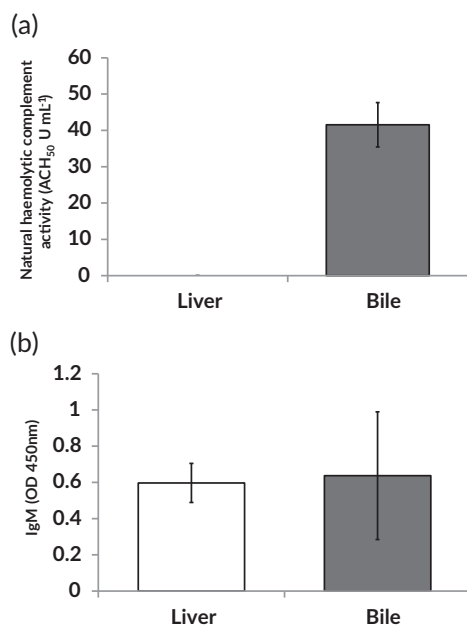 (a)
Natural haemolytic complement
activity (ACH₅₀ U mL⁻¹)
60
50
40
30
20
10
0
Liver Bile
(b)
IgM (OD 450nm)
1.2
1
0.8
0.6
0.4
0.2
0
Liver Bile